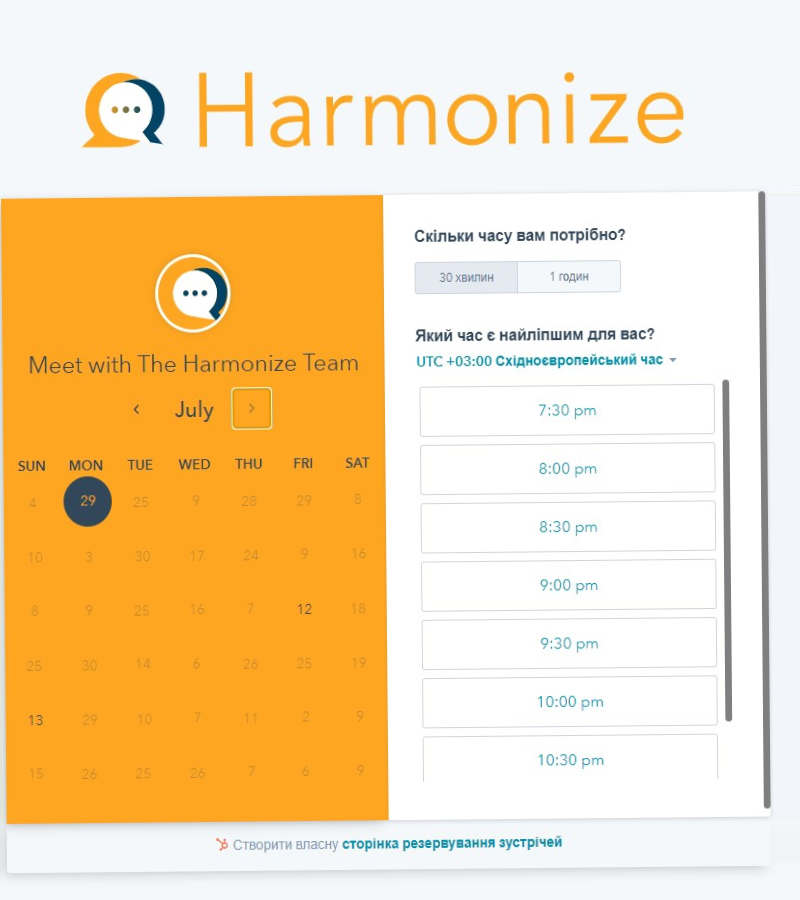 Harmonize
Meet with The Harmonize Team
July
SUN MON TUE WED THU FRI SAT
4 29 25 9 28 29 8
10 3 30 17 24 9 16
8 9 25 16 7 12 18
25 30 14 6 26 25 19
13 29 10 7 11 2 9
15 26 25 26 7 6 9
Скільки часу вам потрібно?
30 хвилин 1 годин
Який час є найліпшим для вас?
UTC +03:00 Східноєвропейський час
7:30 pm
8:00 pm
8:30 pm
9:00 pm
9:30 pm
10:00 pm
10:30 pm
Створити власну сторінка резервування зустрічей